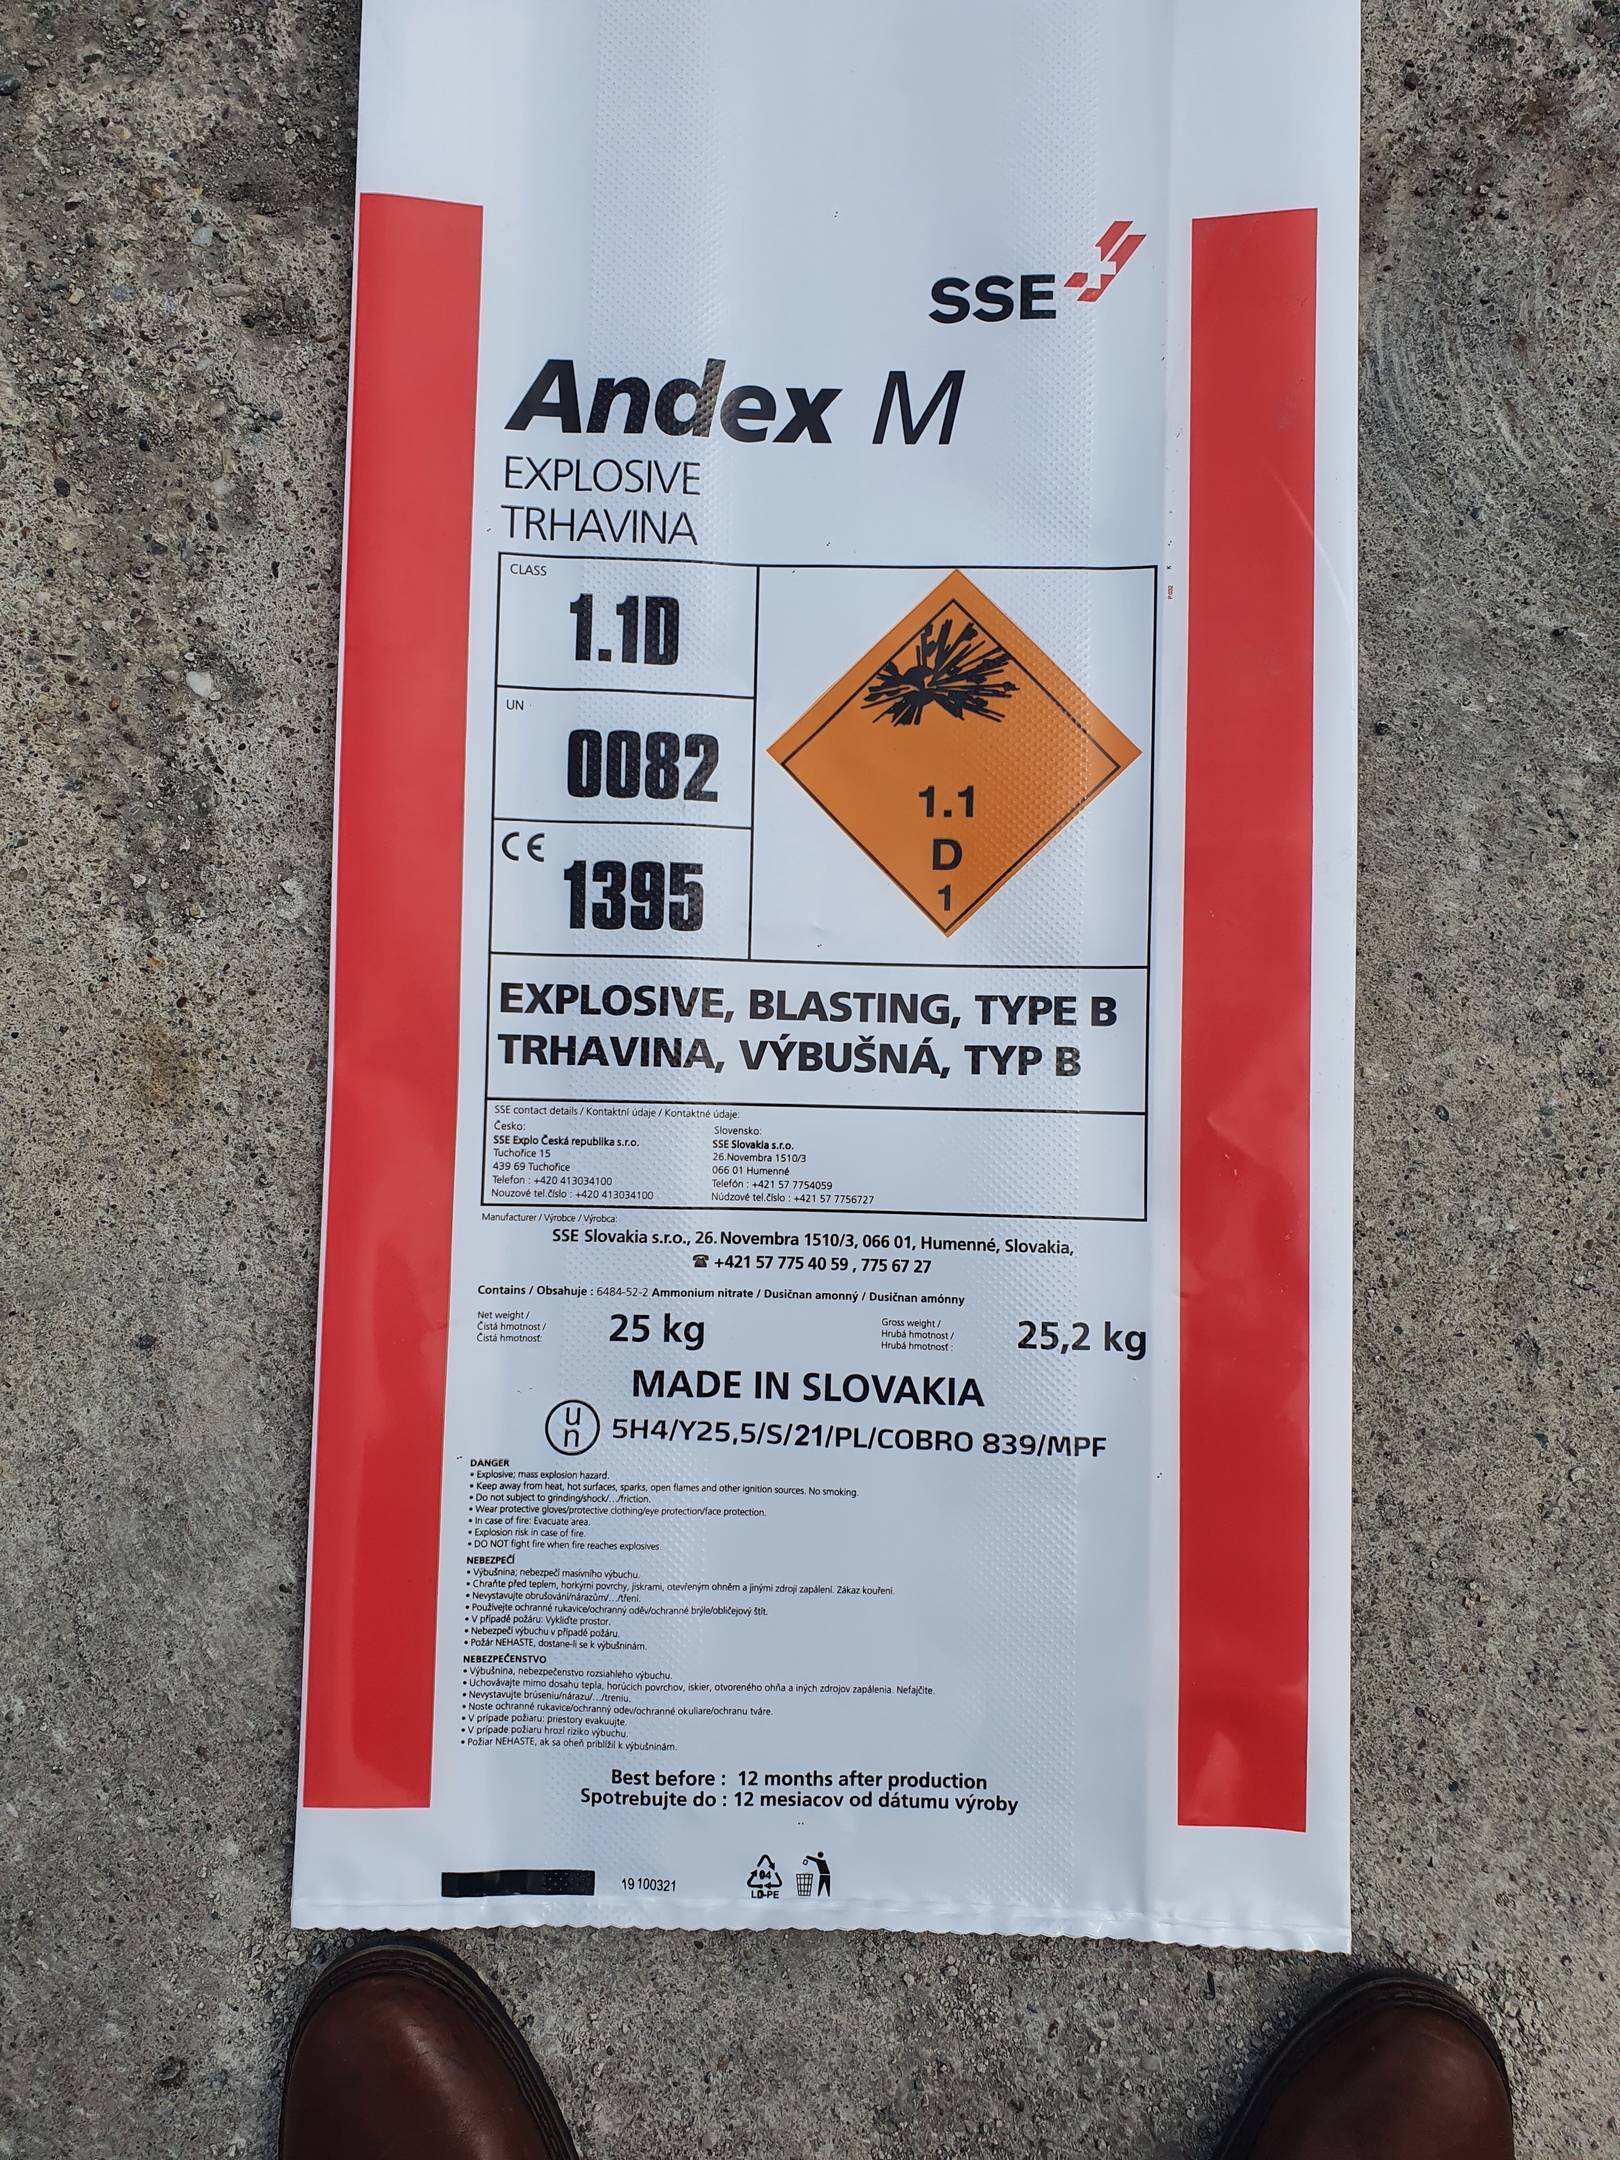 SSE
Andex M
EXPLOSIVE
TRHAVINA
CLASS
1.1D
UN
0082
CE
1395
1.1
D
1
EXPLOSIVE, BLASTING, TYPE B
TRHAVINA, VÝBUŠNÁ, TYP B
SSE contact details / Kontaktní údaje / Kontaktné údaje:
Česko:
SSE Explo Česká republika s.r.o.
Tuchořice 15
439 69 Tuchořice
Telefon : +420 413034100
Nouzové tel.číslo : +420 413034100
Slovensko:
SSE Slovakia s.r.o.
26.Novembra 1510/3
066 01 Humenné
Telefón : +421 57 7754059
Núdzové tel.číslo : +421 57 7756727
Manufacturer / Výrobce / Výrobca:
SSE Slovakia s.r.o., 26. Novembra 1510/3, 066 01, Humenné, Slovakia,
☎ +421 57 775 40 59 , 775 67 27
Contains / Obsahuje : 6484-52-2 Ammonium nitrate / Dusičnan amonný / Dusičnan amónny
Net weight /
Čistá hmotnost /
Čistá hmotnosť:
25 kg
Gross weight /
Hrubá hmotnost /
Hrubá hmotnosť :
25,2 kg
MADE IN SLOVAKIA
un 5H4/Y25,5/S/21/PL/COBRO 839/MPF
DANGER
• Explosive; mass explosion hazard.
• Keep away from heat, hot surfaces, sparks, open flames and other ignition sources. No smoking.
• Do not subject to grinding/shock/.../friction.
• Wear protective gloves/protective clothing/eye protection/face protection.
• In case of fire: Evacuate area.
• Explosion risk in case of fire.
• DO NOT fight fire when fire reaches explosives.
NEBEZPEČÍ
• Výbušnina; nebezpečí masivního výbuchu.
• Chraňte před teplem, horkými povrchy, jiskrami, otevřeným ohněm a jinými zdroji zapálení. Zákaz kouření.
• Nevystavujte obrušování/nárazům/.../tření.
• Používejte ochranné rukavice/ochranný oděv/ochranné brýle/obličejový štít.
• V případě požáru: Vykliďte prostor.
• Nebezpečí výbuchu v případě požáru.
• Požár NEHASTE, dostane-li se k výbušninám.
NEBEZPEČENSTVO
• Výbušnina, nebezpečenstvo rozsiahleho výbuchu.
• Uchovávajte mimo dosahu tepla, horúcich povrchov, iskier, otvoreného ohňa a iných zdrojov zapálenia. Nefajčite.
• Nevystavujte brúseniu/nárazu/.../treniu.
• Noste ochranné rukavice/ochranný odev/ochranné okuliare/ochranu tváre.
• V prípade požiaru: priestory evakuujte.
• V prípade požiaru hrozí riziko výbuchu.
• Požiar NEHASTE, ak sa oheň priblížil k výbušninám.
Best before : 12 months after production
Spotrebujte do : 12 mesiacov od dátumu výroby
19100321
04
LD-PE